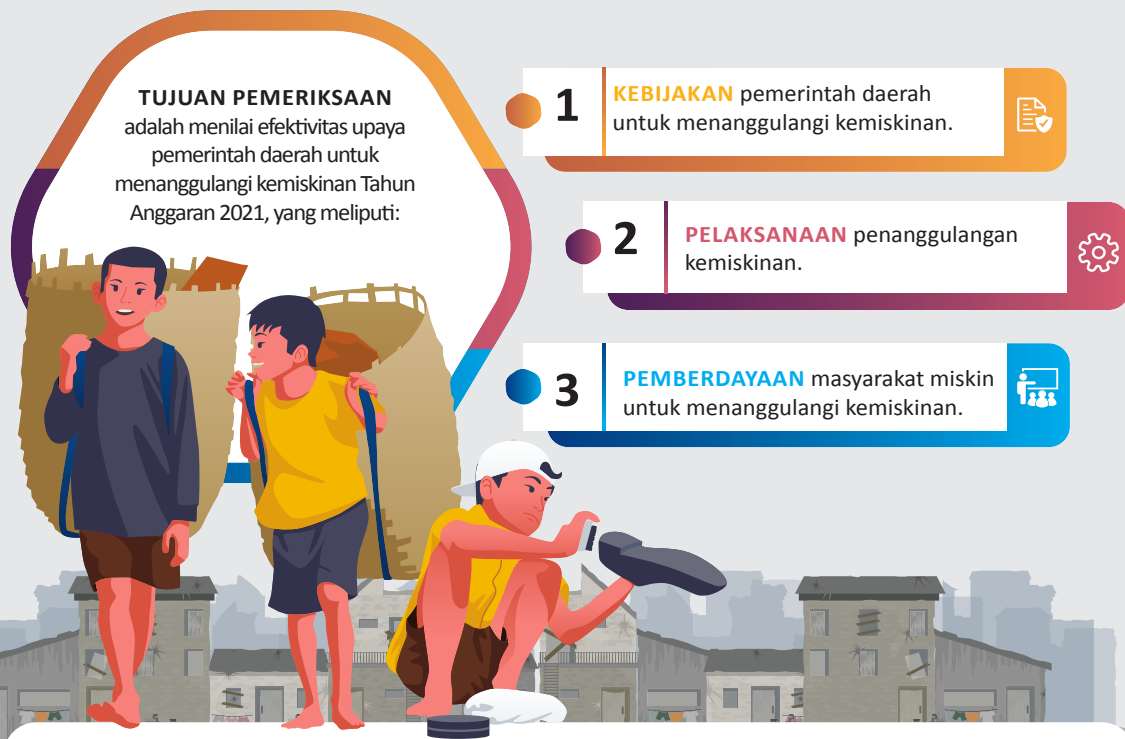 TUJUAN PEMERIKSAAN
adalah menilai efektivitas upaya
pemerintah daerah untuk
menanggulangi kemiskinan Tahun
Anggaran 2021, yang meliputi:
1
KEBIJAKAN pemerintah daerah
untuk menanggulangi kemiskinan.
2
PELAKSANAAN penanggulangan
kemiskinan.
3
PEMBERDAYAAN masyarakat miskin
untuk menanggulangi kemiskinan.